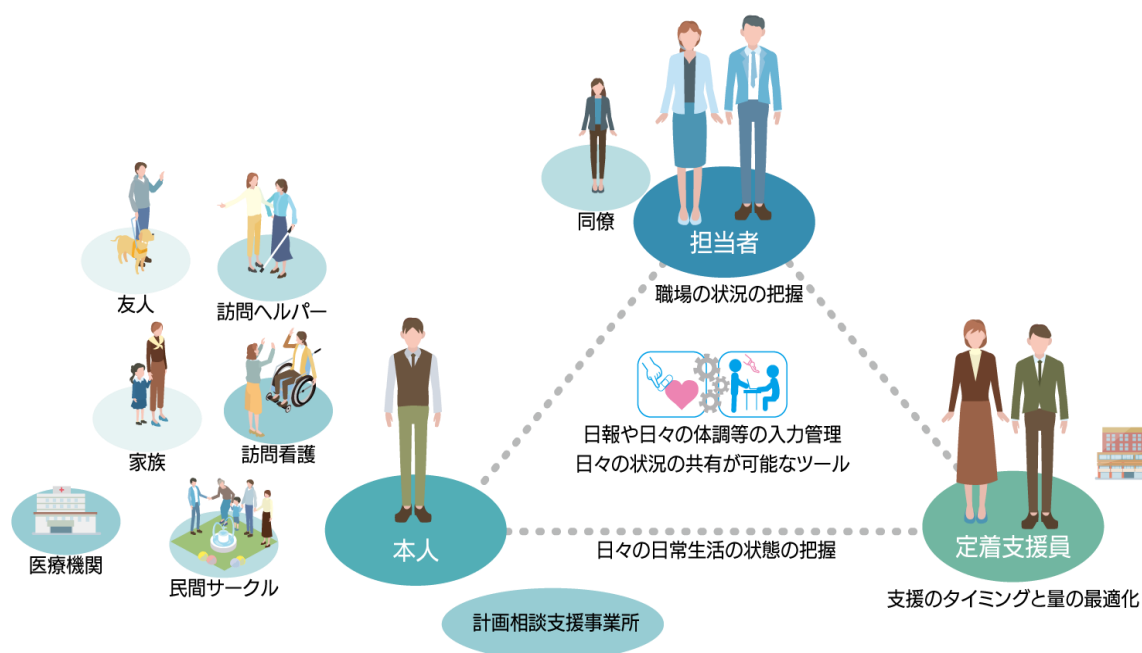 同僚
担当者
職場の状況の把握
友人
訪問ヘルパー
家族
訪問看護
日報や日々の体調等の入力管理
日々の状況の共有が可能なツール
医療機関
民間サークル
本人
日々の日常生活の状態の把握
定着支援員
支援のタイミングと量の最適化
計画相談支援事業所